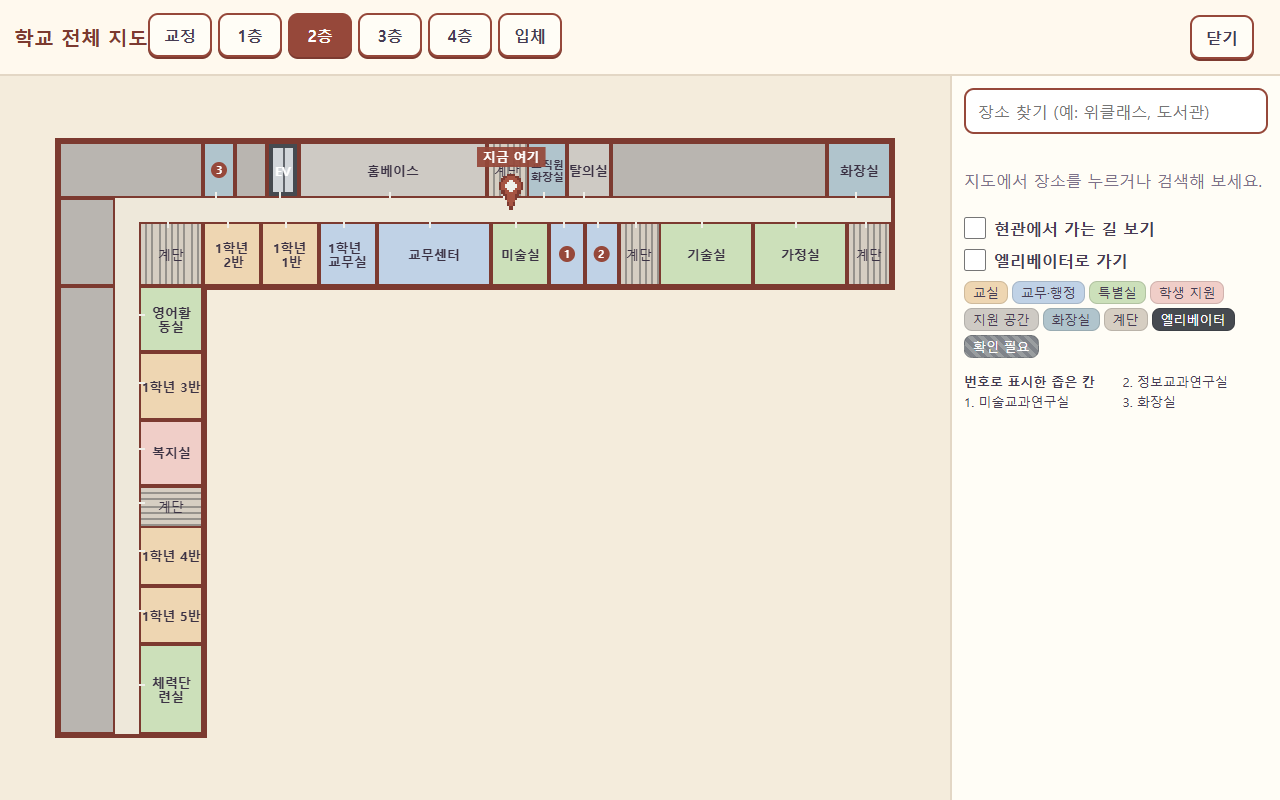 학교 전체 지도
교정
1층
2층
3층
4층
입체
닫기
장소 찾기 (예: 위클래스, 도서관)
지도에서 장소를 누르거나 검색해 보세요.
현관에서 가는 길 보기
엘리베이터로 가기
교실
교무·행정
특별실
학생 지원
지원 공간
화장실
계단
엘리베이터
확인 필요
번호로 표시한 좁은 칸
1. 미술교과연구실
2. 정보교과연구실
3. 화장실
3
EV
홈베이스
지금 여기
화장실
탈의실
화장실
계단
1학년
2반
1학년
1반
1학년
교무실
교무센터
미술실
1
2
계단
기술실
가정실
계단
영어활
동실
1학년 3반
복지실
계단
1학년 4반
1학년 5반
체력단
련실